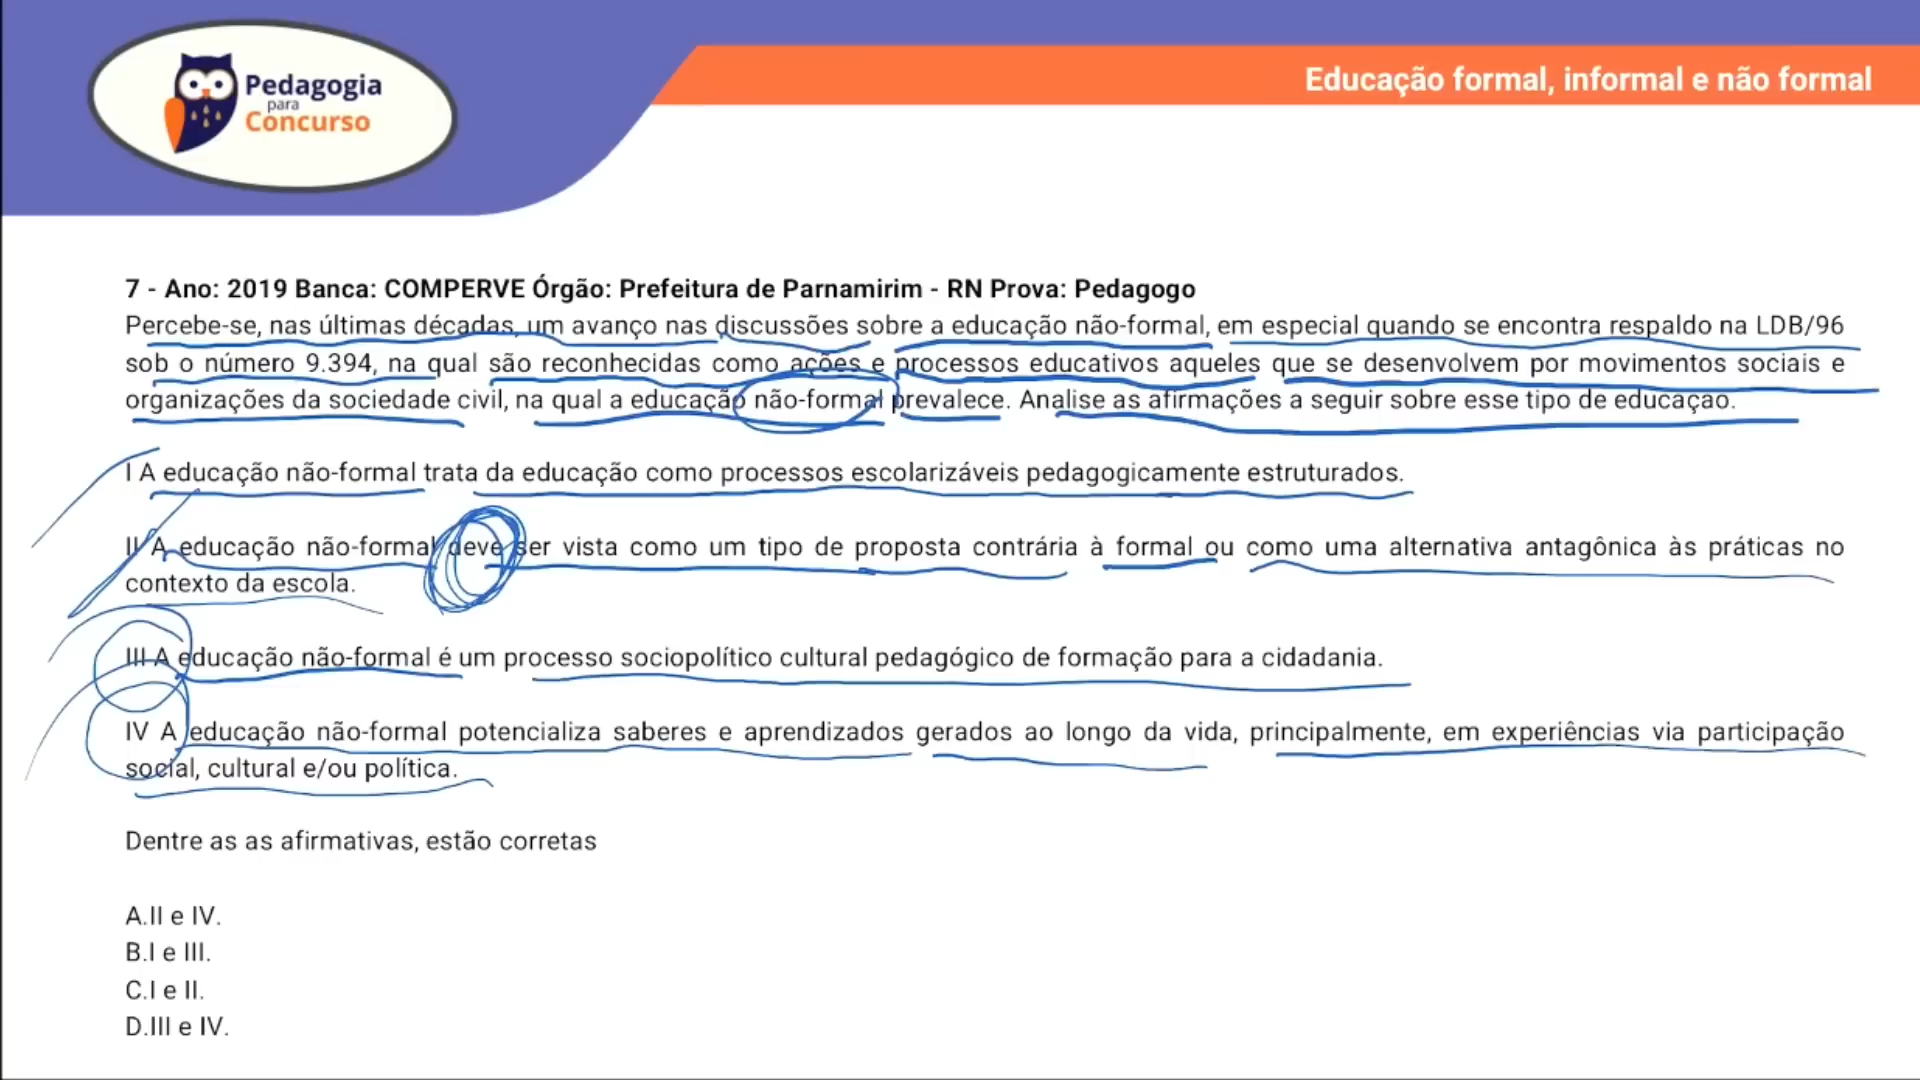 Pedagogia
para
Concurso
Educação formal, informal e não formal
7 - Ano: 2019 Banca: COMPERVE Órgão: Prefeitura de Parnamirim - RN Prova: Pedagogo
Percebe-se, nas últimas décadas, um avanço nas discussões sobre a educação não-formal, em especial quando se encontra respaldo na LDB/96
sob o número 9.394, na qual são reconhecidas como ações e processos educativos aqueles que se desenvolvem por movimentos sociais e
organizações da sociedade civil, na qual a educação não-formal prevalece. Analise as afirmações a seguir sobre esse tipo de educação.
I A educação não-formal trata da educação como processos escolarizáveis pedagogicamente estruturados.
II A educação não-formal deve ser vista como um tipo de proposta contrária à formal ou como uma alternativa antagônica às práticas no
contexto da escola.
III A educação não-formal é um processo sociopolítico cultural pedagógico de formação para a cidadania.
IV A educação não-formal potencializa saberes e aprendizados gerados ao longo da vida, principalmente, em experiências via participação
social, cultural e/ou política.
Dentre as as afirmativas, estão corretas
A.II e IV.
B.I e III.
C.I e II.
D.III e IV.